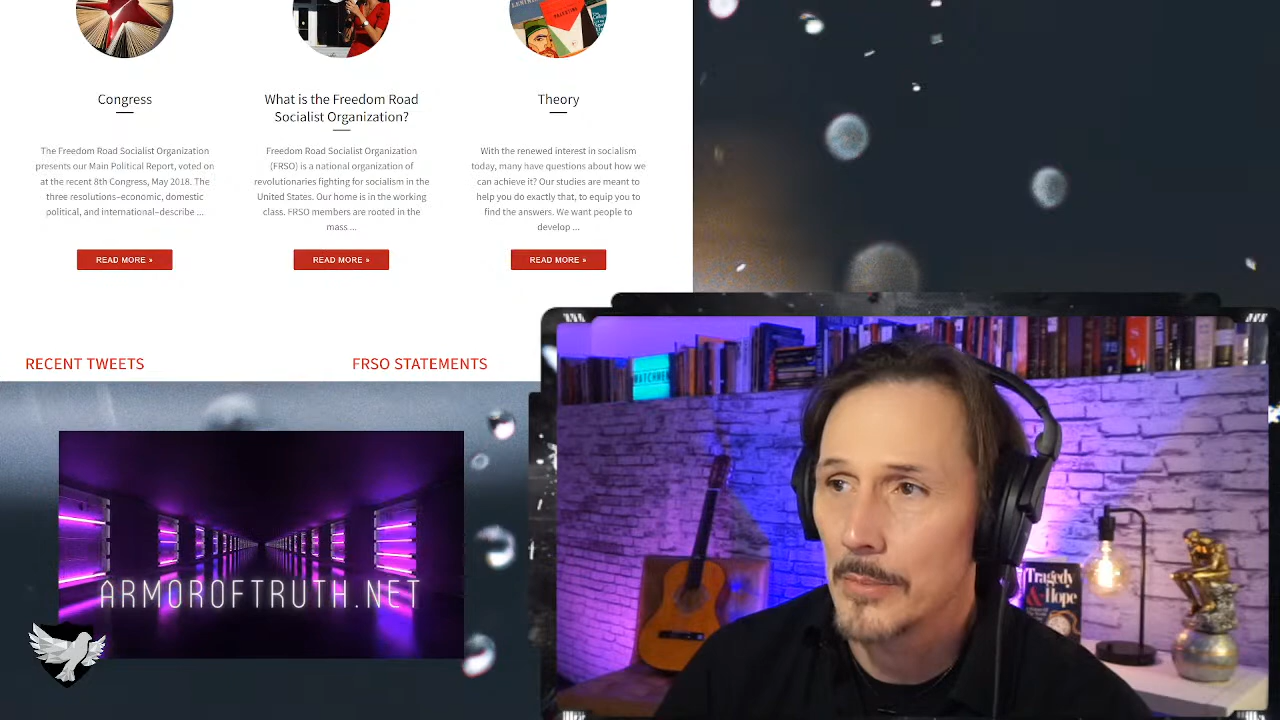 LENINISM
PALESTINE
Congress
The Freedom Road Socialist Organization
presents our Main Political Report, voted on
at the recent 8th Congress, May 2018. The
three resolutions–economic, domestic
political, and international–describe ...
READ MORE »
What is the Freedom Road
Socialist Organization?
Freedom Road Socialist Organization
(FRSO) is a national organization of
revolutionaries fighting for socialism in the
United States. Our home is in the working
class. FRSO members are rooted in the
mass ...
READ MORE »
Theory
With the renewed interest in socialism
today, many have questions about how we
can achieve it? Our studies are meant to
help you do exactly that, to equip you to
find the answers. We want people to
develop ...
READ MORE »
RECENT TWEETS
FRSO STATEMENTS
ARMOROFTRUTH.NET
WATCHMEN
Tragedy
& Hope